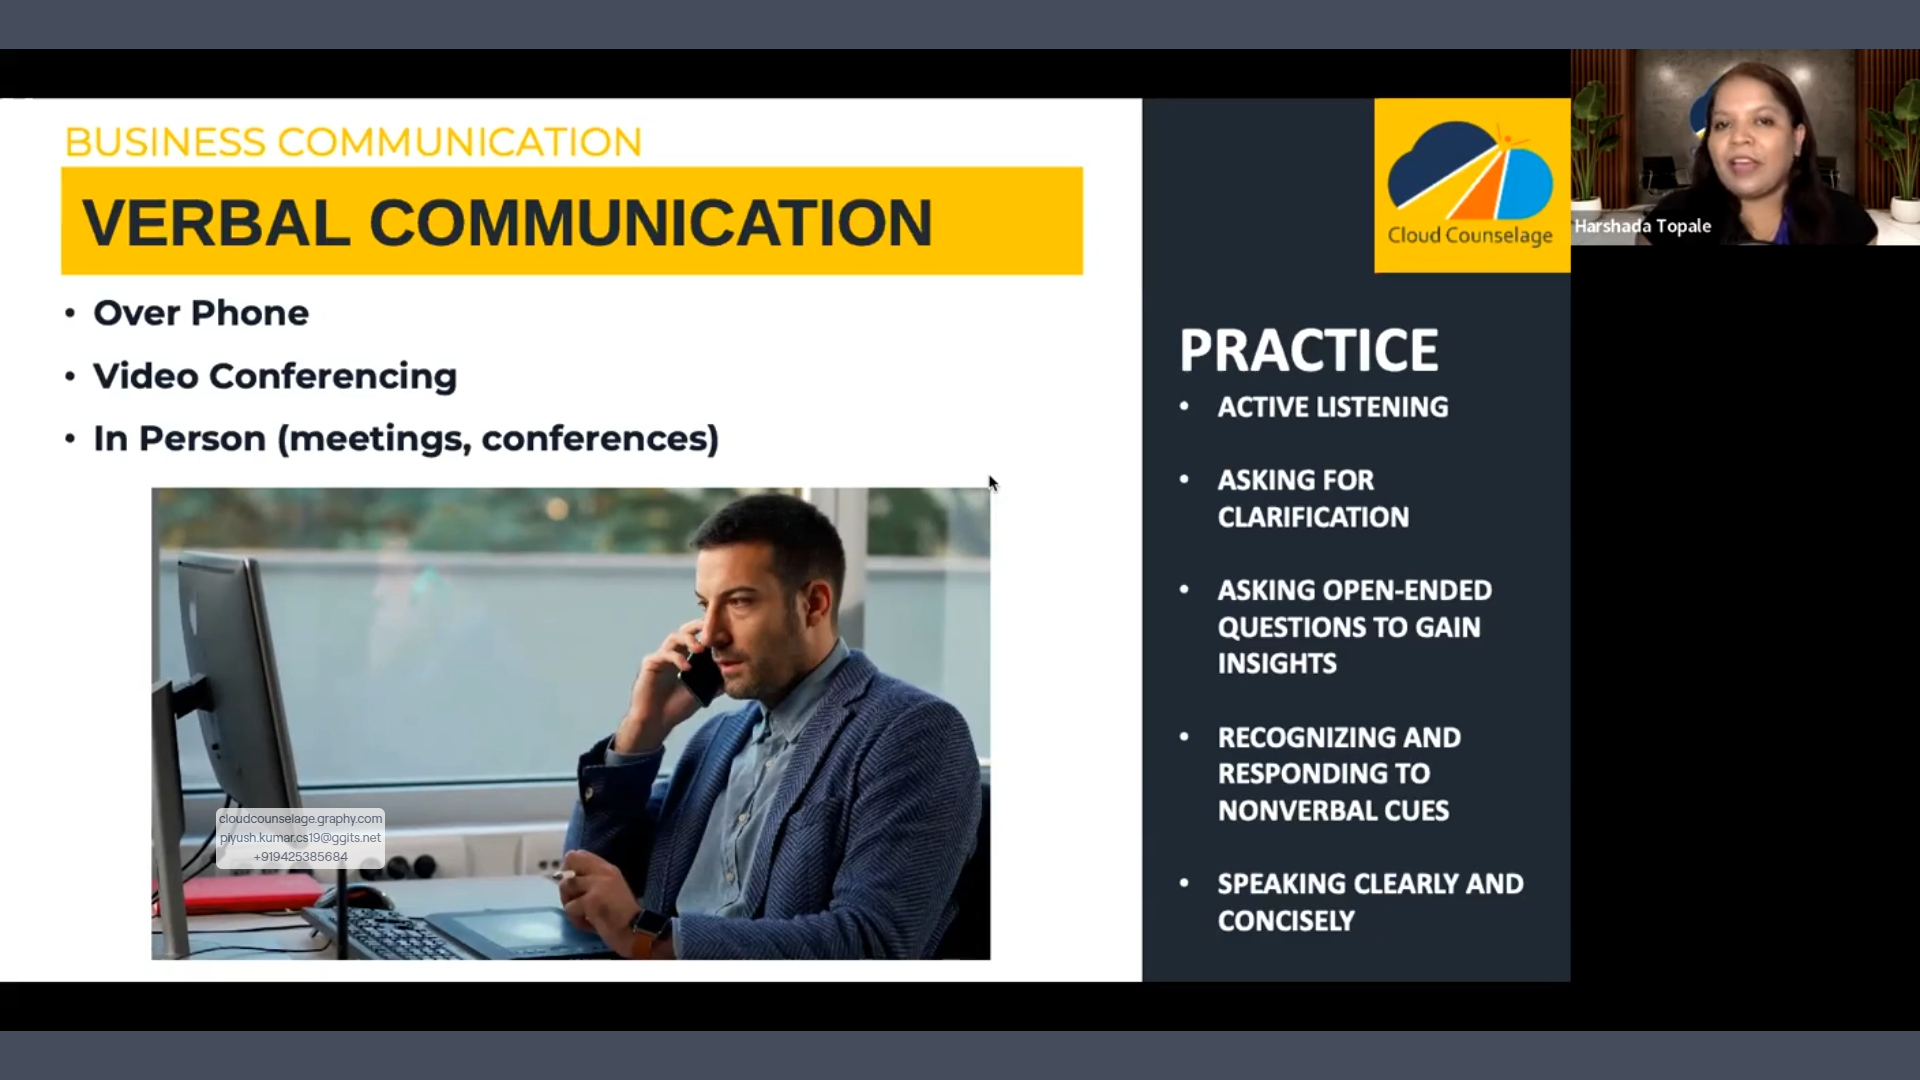 BUSINESS COMMUNICATION
VERBAL COMMUNICATION
• Over Phone
• Video Conferencing
• In Person (meetings, conferences)
cloudcounselage.graphy.com
piyush.kumar.cs19@ggits.net
+919425385684
Cloud Counselage
PRACTICE
• ACTIVE LISTENING
• ASKING FOR
CLARIFICATION
• ASKING OPEN-ENDED
QUESTIONS TO GAIN
INSIGHTS
• RECOGNIZING AND
RESPONDING TO
NONVERBAL CUES
• SPEAKING CLEARLY AND
CONCISELY
Harshada Topale